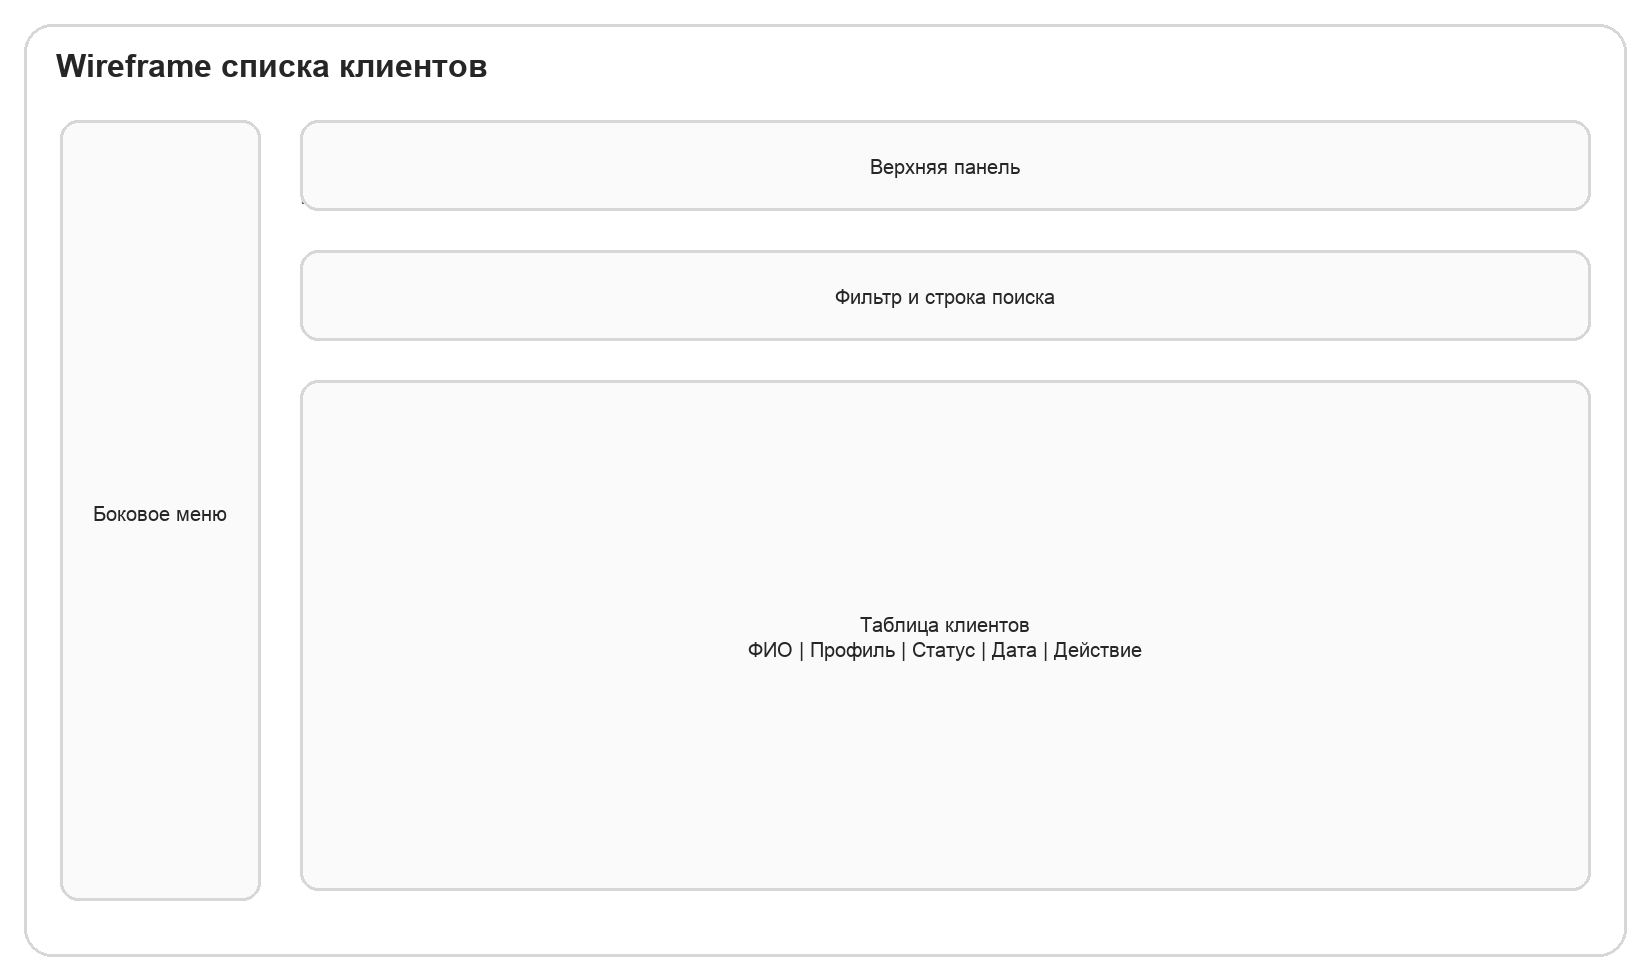 Wireframe списка клиентов
Верхняя панель
Фильтр и строка поиска
Боковое меню
Таблица клиентов
ФИО | Профиль | Статус | Дата | Действие